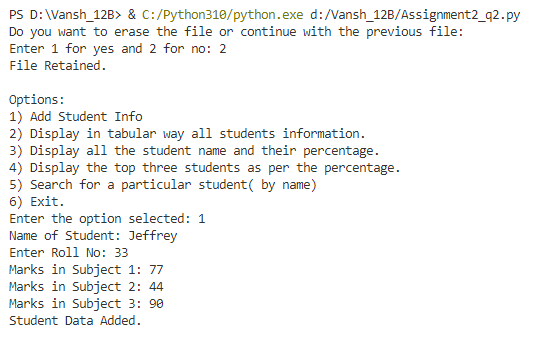 PS D:\Vansh_12B> & C:/Python310/python.exe d:/Vansh_12B/Assignment2_q2.py
Do you want to erase the file or continue with the previous file:
Enter 1 for yes and 2 for no: 2
File Retained.

Options:
1) Add Student Info
2) Display in tabular way all students information.
3) Display all the student name and their percentage.
4) Display the top three students as per the percentage.
5) Search for a particular student( by name)
6) Exit.
Enter the option selected: 1
Name of Student: Jeffrey
Enter Roll No: 33
Marks in Subject 1: 77
Marks in Subject 2: 44
Marks in Subject 3: 90
Student Data Added.